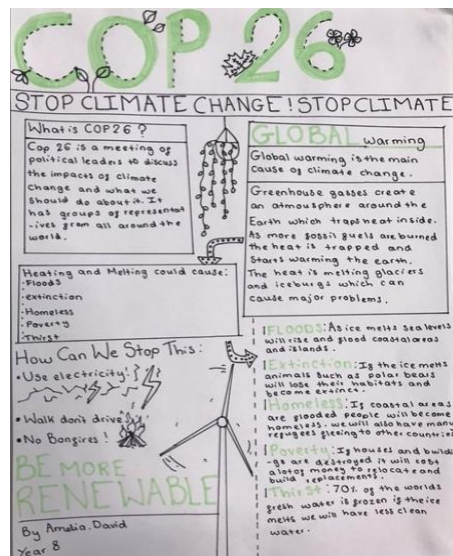 COP 26
STOP CLIMATE CHANGE! STOP CLIMATE
What is COP26?
Cop 26 is a meeting of
political leaders to discuss
the impacts of climate
change and what we
should do about it. It
has groups of representat
-ives from all around the
world.
GLOBAL warming
Global warming is the main
cause of climate change.
Greenhouse gasses create
an atmousphere around the
Earth which traps heat inside.
As more fossil fuels are burned
the heat is trapped and
starts warming the earth.
The heat is melting glaciers
and iceburgs which can
cause major problems.
Heating and Melting could cause:
·Floods
·extinction
·Homeless
·Poverty
·Thirst
How Can We Stop This:
•Use electricity!
•Walk don't drive
•No Bonfires!
BE MORE
RENEWABLE
By Amelia.David
Year 8
FLOODS: As ice melts sea levels
will rise and flood coastal areas
and islands.
Extinction: If the ice melts
animals such as polar bears
will lose their habitats and
become extinct.
Homeless: If coastal areas
are flooded people will become
homeless. we will also have many
refugees fleeing to other countries
Poverty: If houses and build
-gs are destroyed it will cost
a lot of money to relocate and
build replacements.
Thirst: 70% of the worlds
fresh water is frozen if the ice
melts we will have less clean
water.